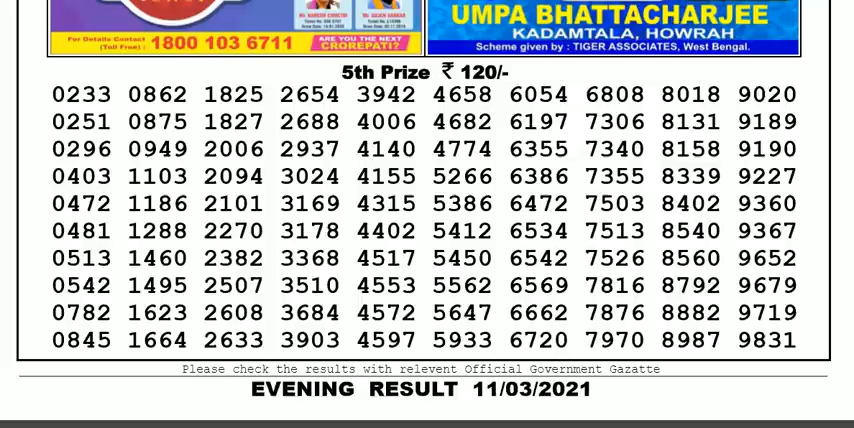 Mr. SARKAR
UMPA BHATTACHARJEE
KADAMTALA, HOWRAH
Scheme given by : TIGER ASSOCIATES, West Bengal.
For Details Contact
(Toll Free) : 1800 103 6711
ARE YOU THE NEXT
CROREPATI?
5th Prize ₹ 120/-
0233 0862 1825 2654 3942 4658 6054 6808 8018 9020
0251 0875 1827 2688 4006 4682 6197 7306 8131 9189
0296 0949 2006 2937 4140 4774 6355 7340 8158 9190
0403 1103 2094 3024 4155 5266 6386 7355 8339 9227
0472 1186 2101 3169 4315 5386 6472 7503 8402 9360
0481 1288 2270 3178 4402 5412 6534 7513 8540 9367
0513 1460 2382 3368 4517 5450 6542 7526 8560 9652
0542 1495 2507 3510 4553 5562 6569 7816 8792 9679
0782 1623 2608 3684 4572 5647 6662 7876 8882 9719
0845 1664 2633 3903 4597 5933 6720 7970 8987 9831
Please check the results with relevent Official Government Gazatte
EVENING RESULT 11/03/2021